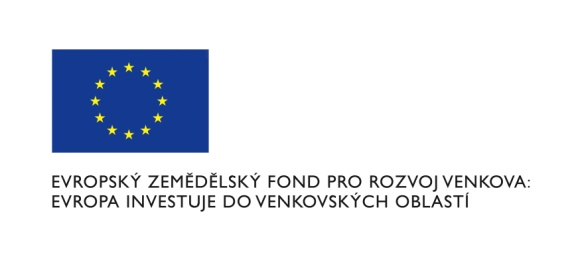 EVROPSKÝ ZEMĚDĚLSKÝ FOND PRO ROZVOJ VENKOVA:
EVROPA INVESTUJE DO VENKOVSKÝCH OBLASTÍ